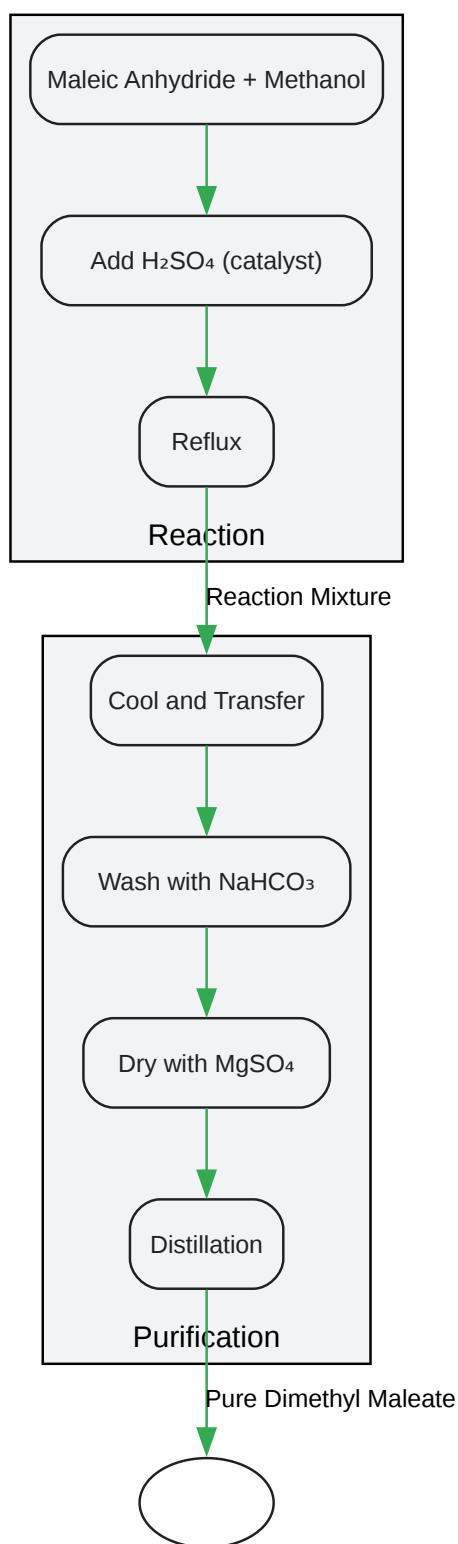 Maleic Anhydride + Methanol
Add H₂SO₄ (catalyst)
Reflux
Reaction
Reaction Mixture
Cool and Transfer
Wash with NaHCO₃
Dry with MgSO₄
Distillation
Purification
Pure Dimethyl Maleate